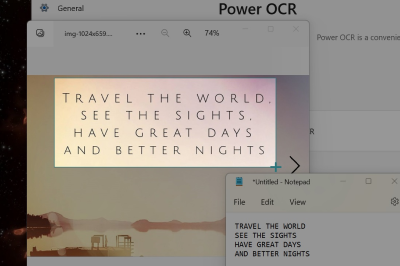 General
Power OCR
img-1024x659...
...
74%
Power OCR is a convenie
TRAVEL THE WORLD,
SEE THE SIGHTS,
HAVE GREAT DAYS
AND BETTER NIGHTS
R
*Untitled - Notepad
File Edit View
TRAVEL THE WORLD
SEE THE SIGHTS
HAVE GREAT DAYS
AND BETTER NIGHTS